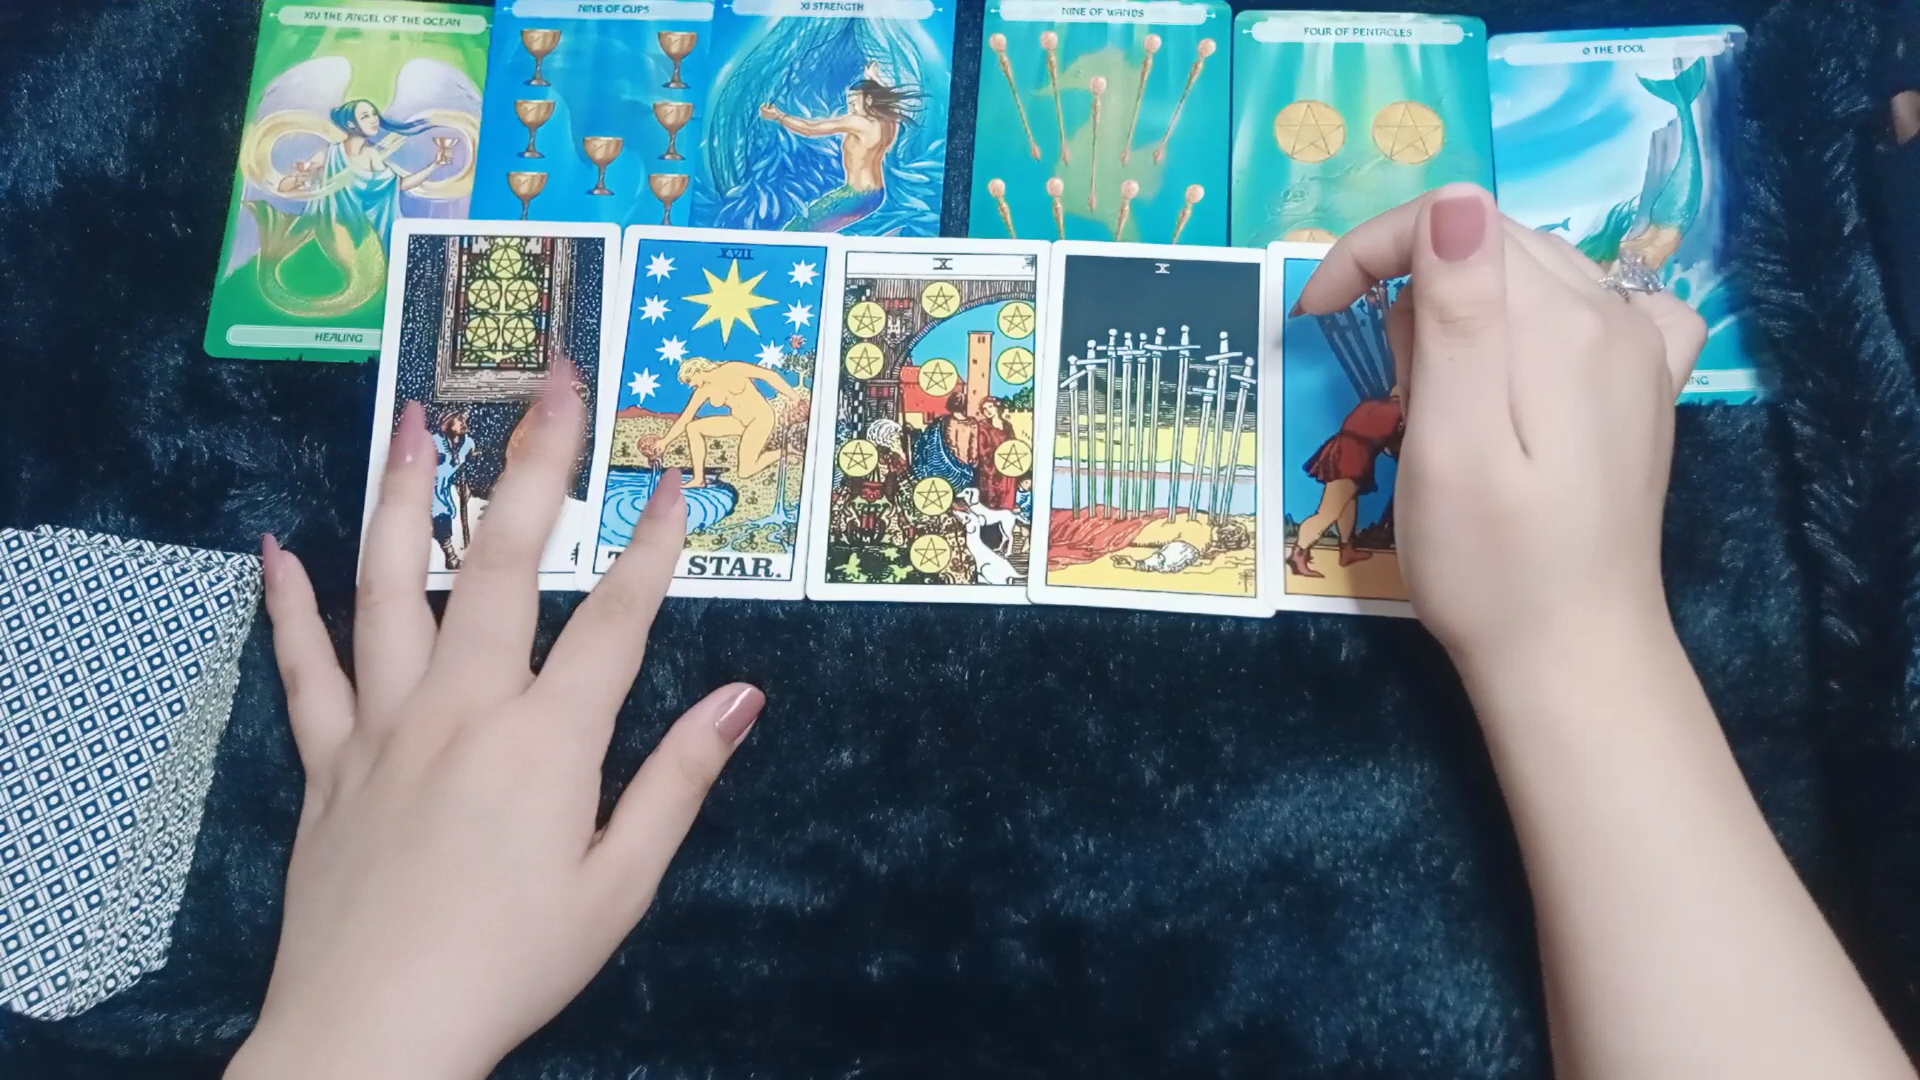 XIV THE ANGEL OF THE OCEAN
NINE OF CUPS
XI STRENGTH
NINE OF WANDS
FOUR OF PENTACLES
0 THE FOOL
HEALING
XVII
X
X
STAR.